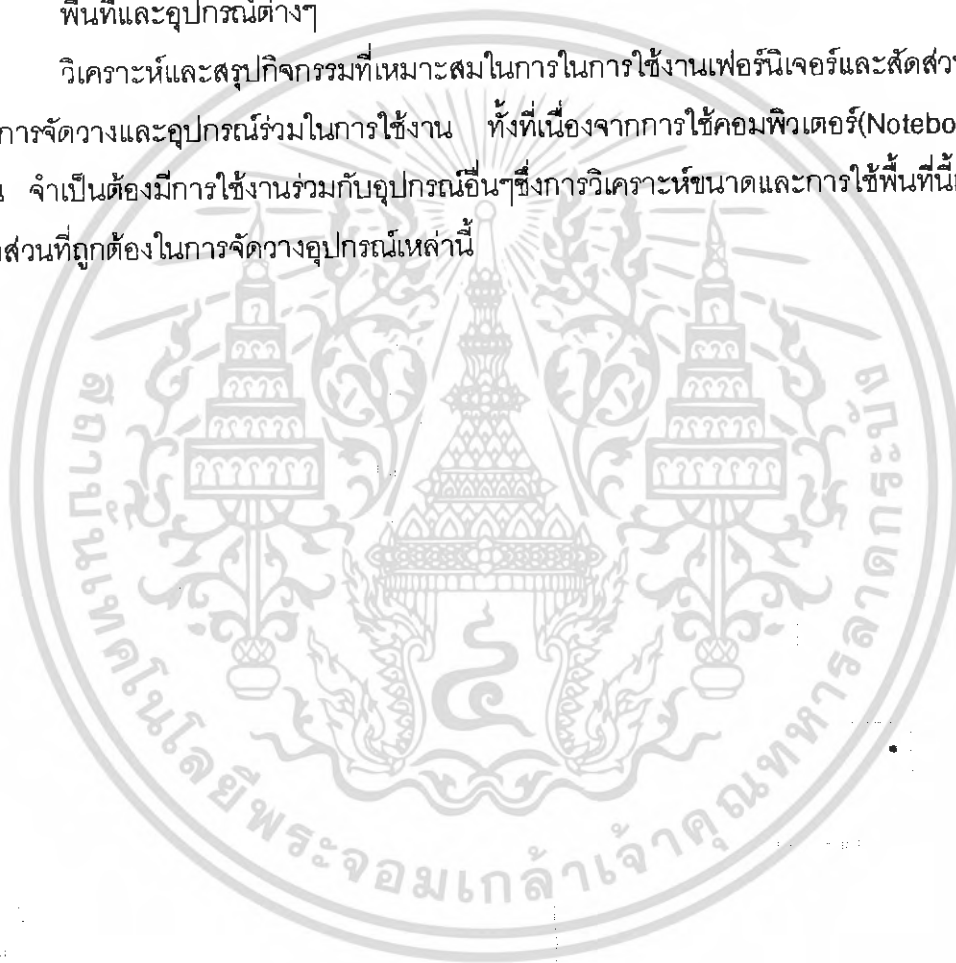 พื้นที่และอุปกรณ์ต่างๆ
วิเคราะห์และสรุปกิจกรรมที่เหมาะสมในการในการใช้งานเฟอร์นิเจอร์และสัดส่วน
การจัดวางและอุปกรณ์ร่วมในการใช้งาน ทั้งที่เนื่องจากการใช้คอมพิวเตอร์(Notebo
จำเป็นต้องมีการใช้งานร่วมกับอุปกรณ์อื่นๆซึ่งการวิเคราะห์ขนาดและการใช้พื้นที่นี้
ส่วนที่ถูกต้องในการจัดวางอุปกรณ์เหล่านี้
สถาบันเทคโนโลยีพระจอมเกล้าเจ้าคุณทหารลาดกระบัง